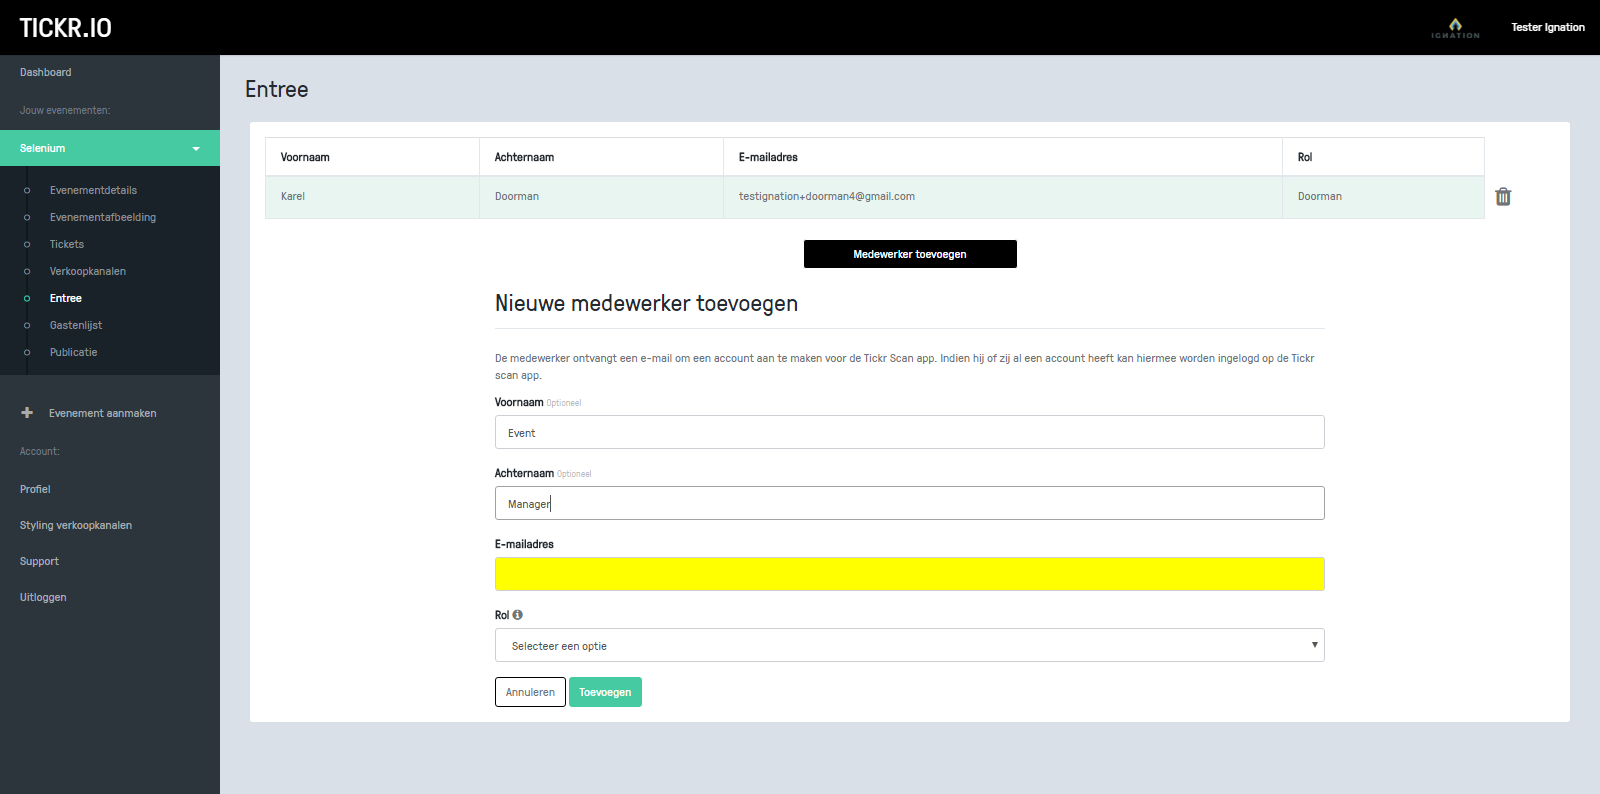 TICKR.IO
IGNATION
Tester Ignation
Dashboard
Jouw evenementen:
Selenium
Evenementdetails
Evenementafbeelding
Tickets
Verkoopkanalen
Entree
Gastenlijst
Publicatie
Evenement aanmaken
Account:
Profiel
Styling verkoopkanalen
Support
Uitloggen
Entree
Voornaam Achternaam E-mailadres Rol
Karel Doorman testignation+doorman4@gmail.com Doorman
Medewerker toevoegen
Nieuwe medewerker toevoegen
De medewerker ontvangt een e-mail om een account aan te maken voor de Tickr Scan app. Indien hij of zij al een account heeft kan hiermee worden ingelogd op de Tickr
scan app.
Voornaam Optioneel
Event
Achternaam Optioneel
Manager
E-mailadres
Rol
Selecteer een optie
Annuleren Toevoegen